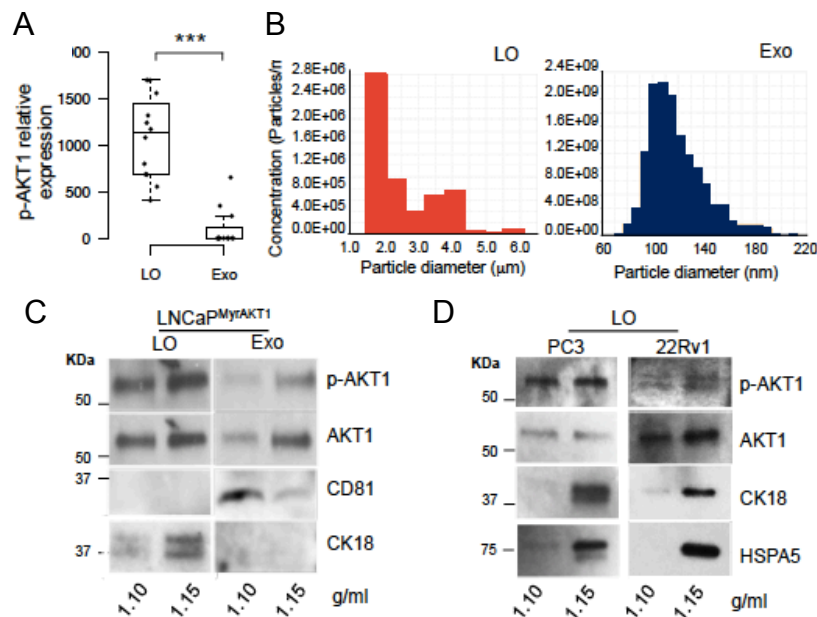 A
p-AKT1 relative
expression
***
1500
1000
500
0
LO
Exo
B
LO
Concentration (Particles/m
2.8E+06
2.4E+06
2.0E+06
1.6E+06
1.2E+06
8.0E+05
4.0E+05
0.0E+00
1.0 2.0 3.0 4.0 5.0 6.0
Particle diameter (μm)
Exo
2.4E+09
2.0E+09
1.6E+09
1.2E+09
8.0E+08
4.0E+08
0.0E+00
60 100 140 180 220
Particle diameter (nm)
C
LNCaPMyrAKT1
KDa LO Exo
50 p-AKT1
50 AKT1
37 CD81
37 CK18
1.10 1.15 1.10 1.15 g/ml
D
LO
KDa PC3 22Rv1
50 p-AKT1
50 AKT1
37 CK18
75 HSPA5
1.10 1.15 1.10 1.15 g/ml